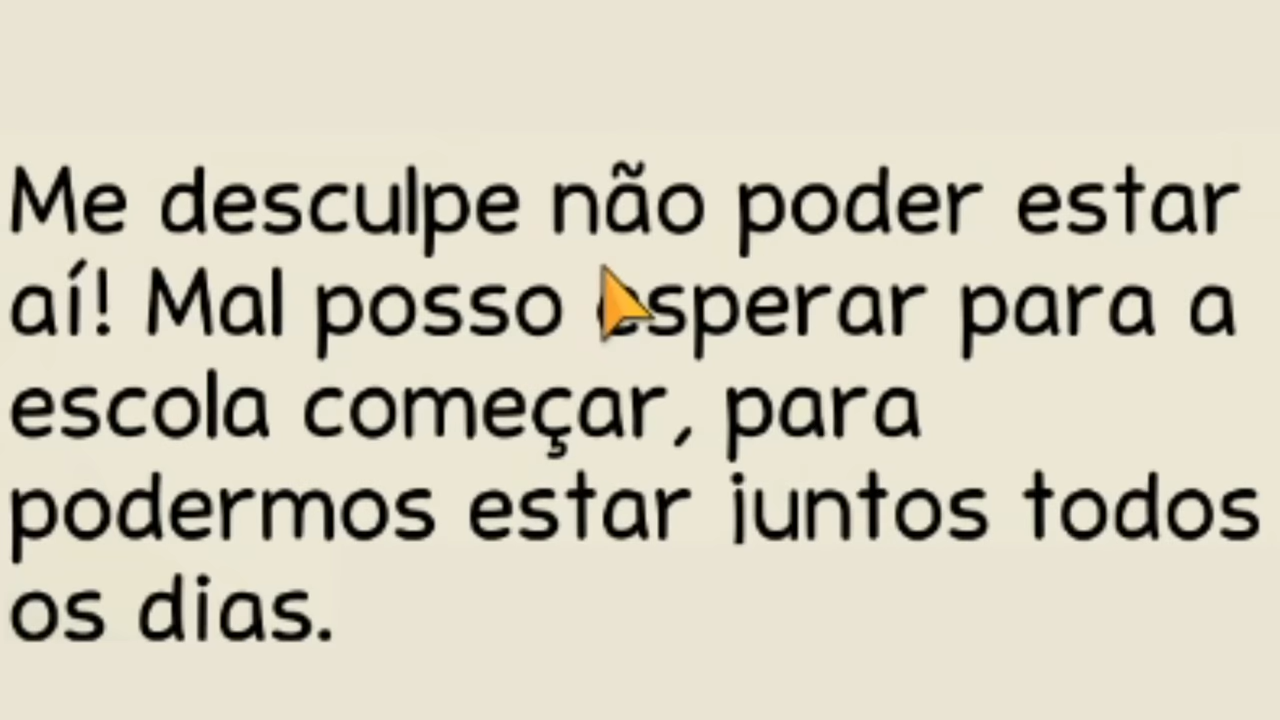 Me desculpe não poder estar
aí! Mal posso esperar para a
escola começar, para
podermos estar juntos todos
os dias.